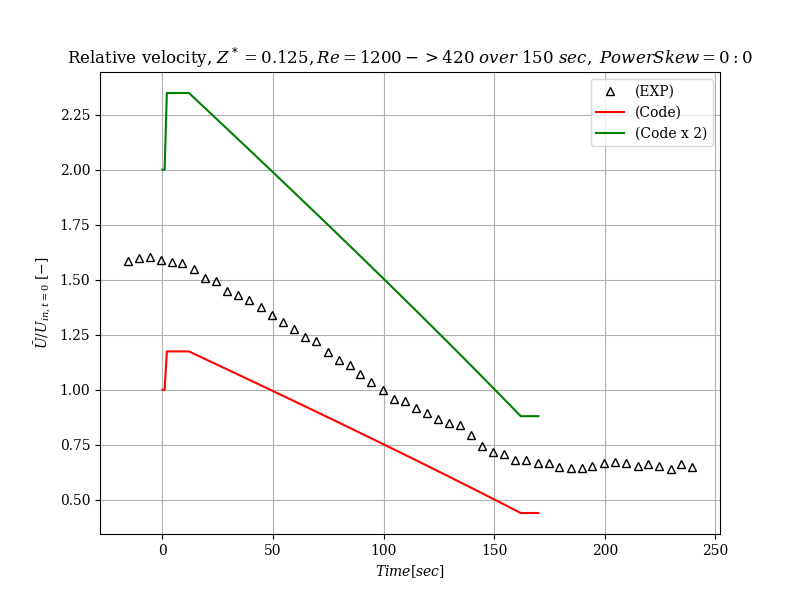 Relative velocity, Z* = 0.125, Re = 1200 − > 420 over 150 sec, PowerSkew = 0 : 0
(EXP)
(Code)
(Code x 2)
2.25
2.00
1.75
1.50
1.25
1.00
0.75
0.50
Ū/U_{in,t=0} [−]
0 50 100 150 200 250
Time[sec]